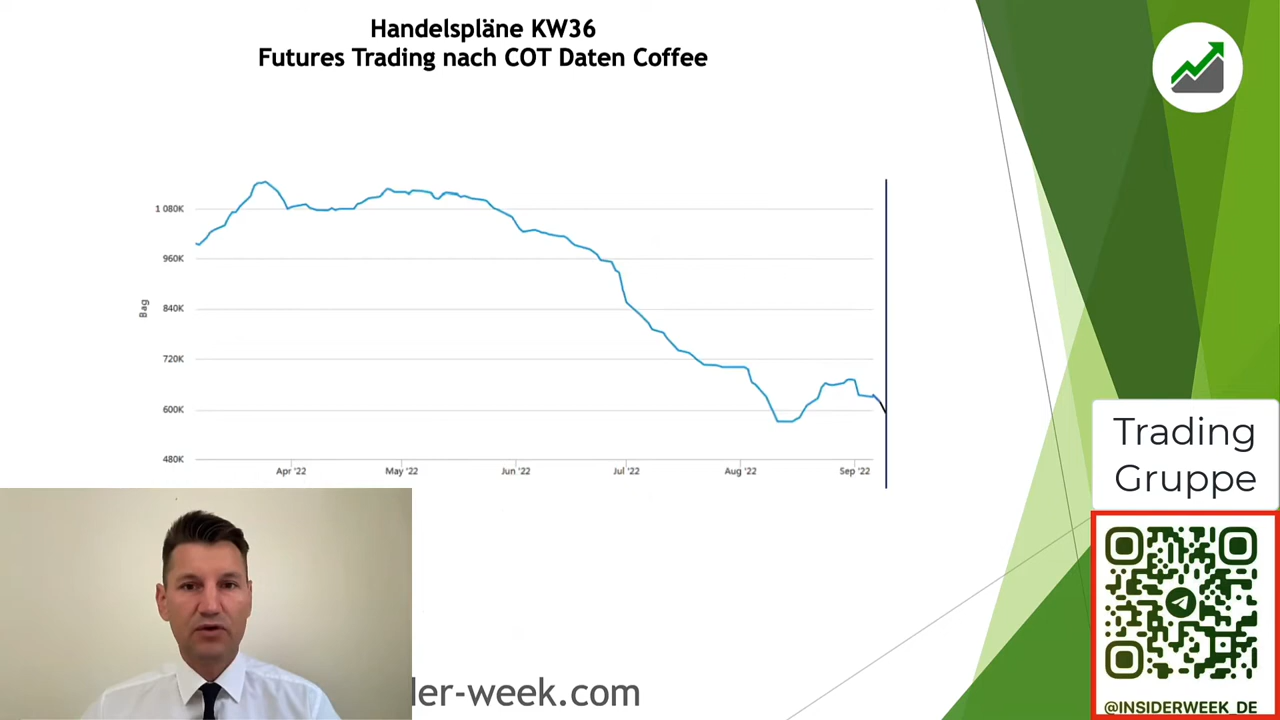 Handelspläne KW36
Futures Trading nach COT Daten Coffee
1 080K
960K
840K
720K
600K
480K
Bag
Apr '22
May '22
Jun '22
Jul '22
Aug '22
Sep '22
Trading
Gruppe
@INSIDERWEEK_DE
der-week.com